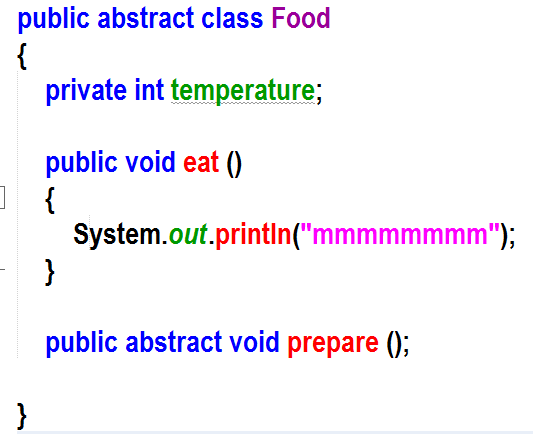 public abstract class Food
{
private int temperature;
public void eat ()
{
System.out.println("mmmmmmmm");
}
public abstract void prepare ();
}